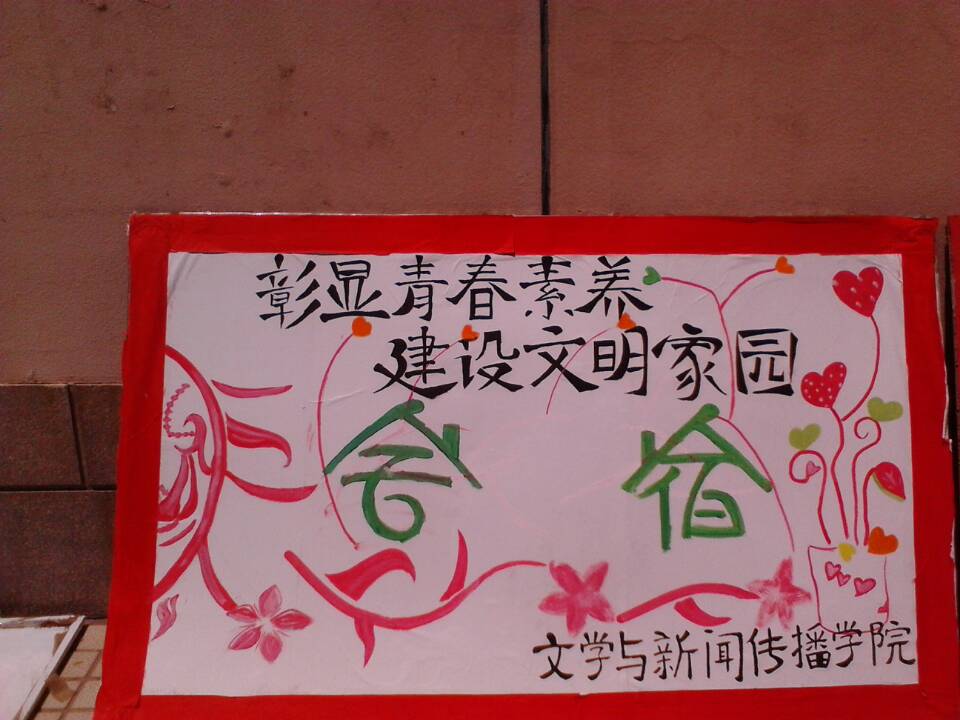 彰显青春素养
建设文明家园
舍 宿
文学与新闻传播学院